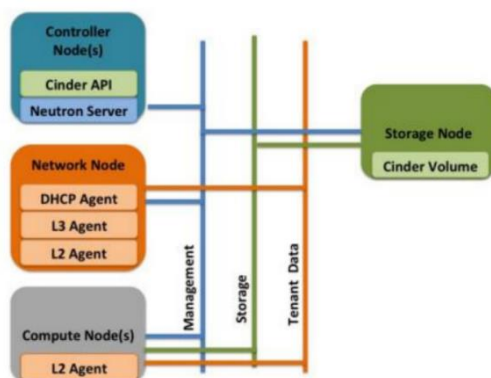 Controller
Node(s)
Cinder API
Neutron Server
Network Node
DHCP Agent
L3 Agent
L2 Agent
Compute Node(s)
L2 Agent
Management
Storage
Tenant Data
Storage Node
Cinder Volume